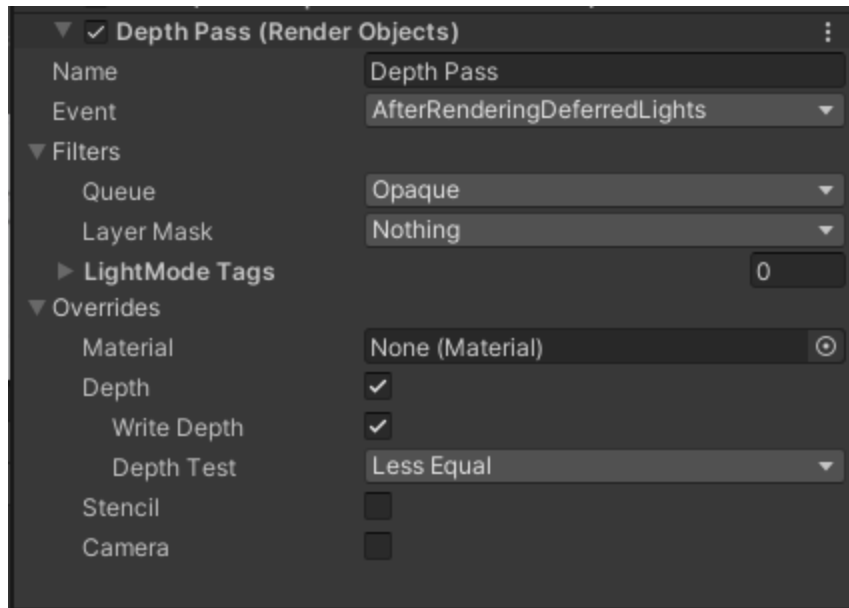 Depth Pass (Render Objects)
Name Depth Pass
Event AfterRenderingDeferredLights
Filters
Queue Opaque
Layer Mask Nothing
LightMode Tags 0
Overrides
Material None (Material)
Depth
Write Depth
Depth Test Less Equal
Stencil
Camera